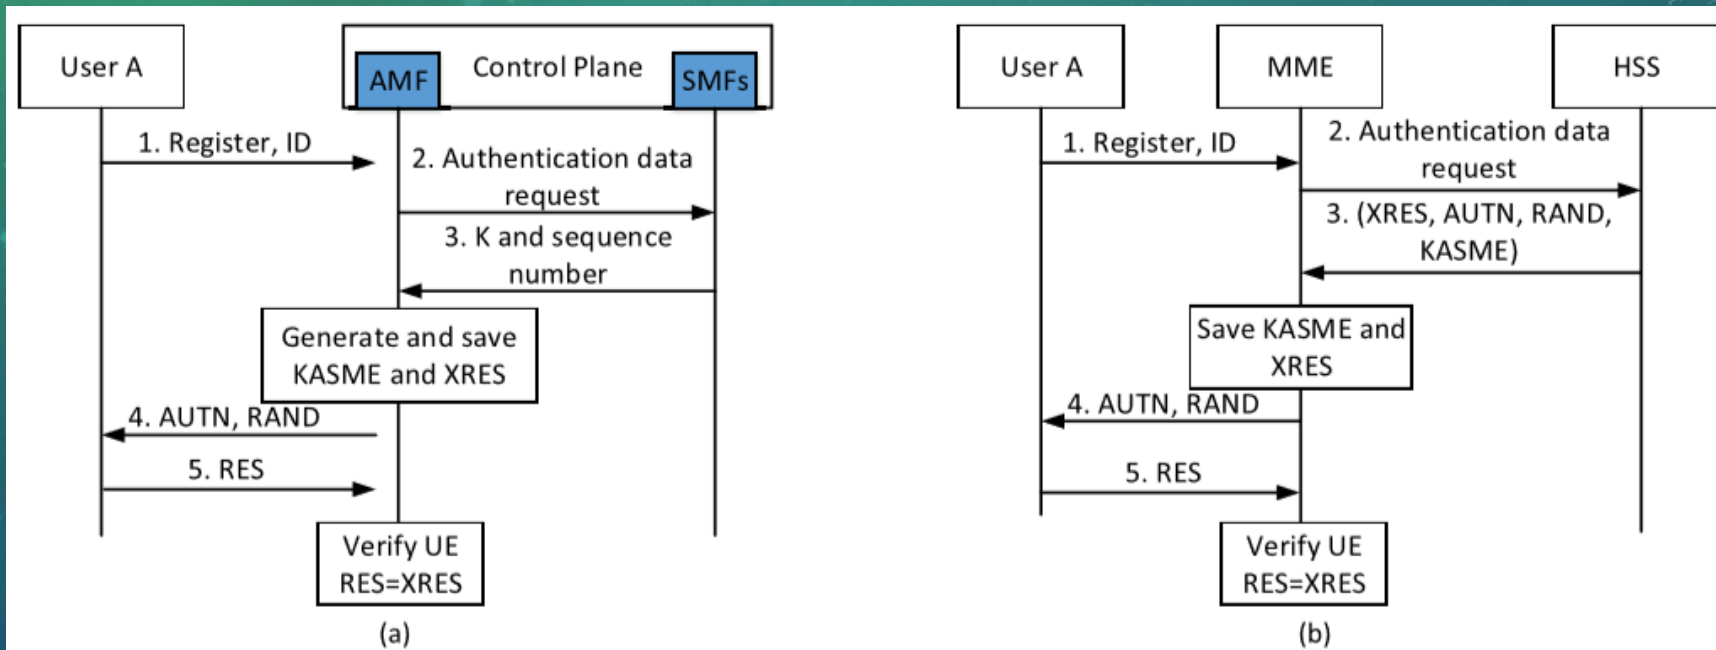 User A
AMF
Control Plane
SMFs
1. Register, ID
2. Authentication data
request
3. K and sequence
number
Generate and save
KASME and XRES
4. AUTN, RAND
5. RES
Verify UE
RES=XRES
(a)
User A
MME
HSS
1. Register, ID
2. Authentication data
request
3. (XRES, AUTN, RAND,
KASME)
Save KASME and
XRES
4. AUTN, RAND
5. RES
Verify UE
RES=XRES
(b)